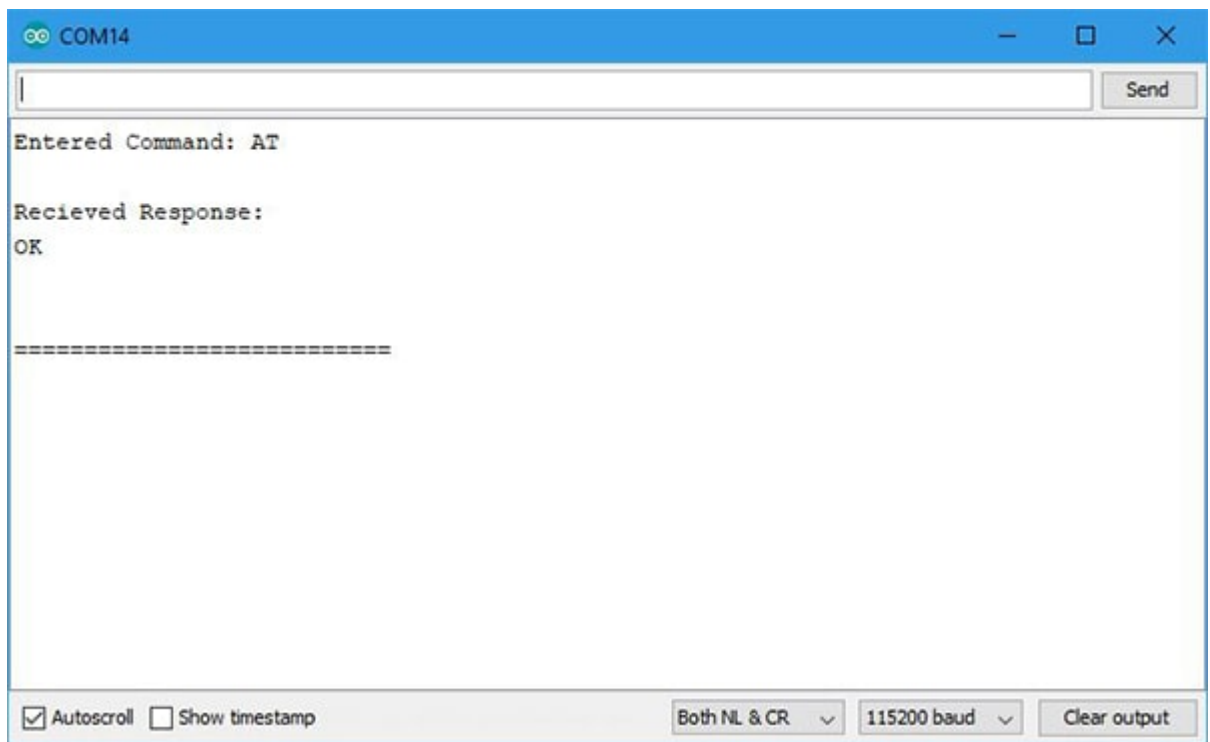 COM14
Send
Entered Command: AT
Recieved Response:
OK
===========================
Autoscroll Show timestamp Both NL & CR 115200 baud Clear output